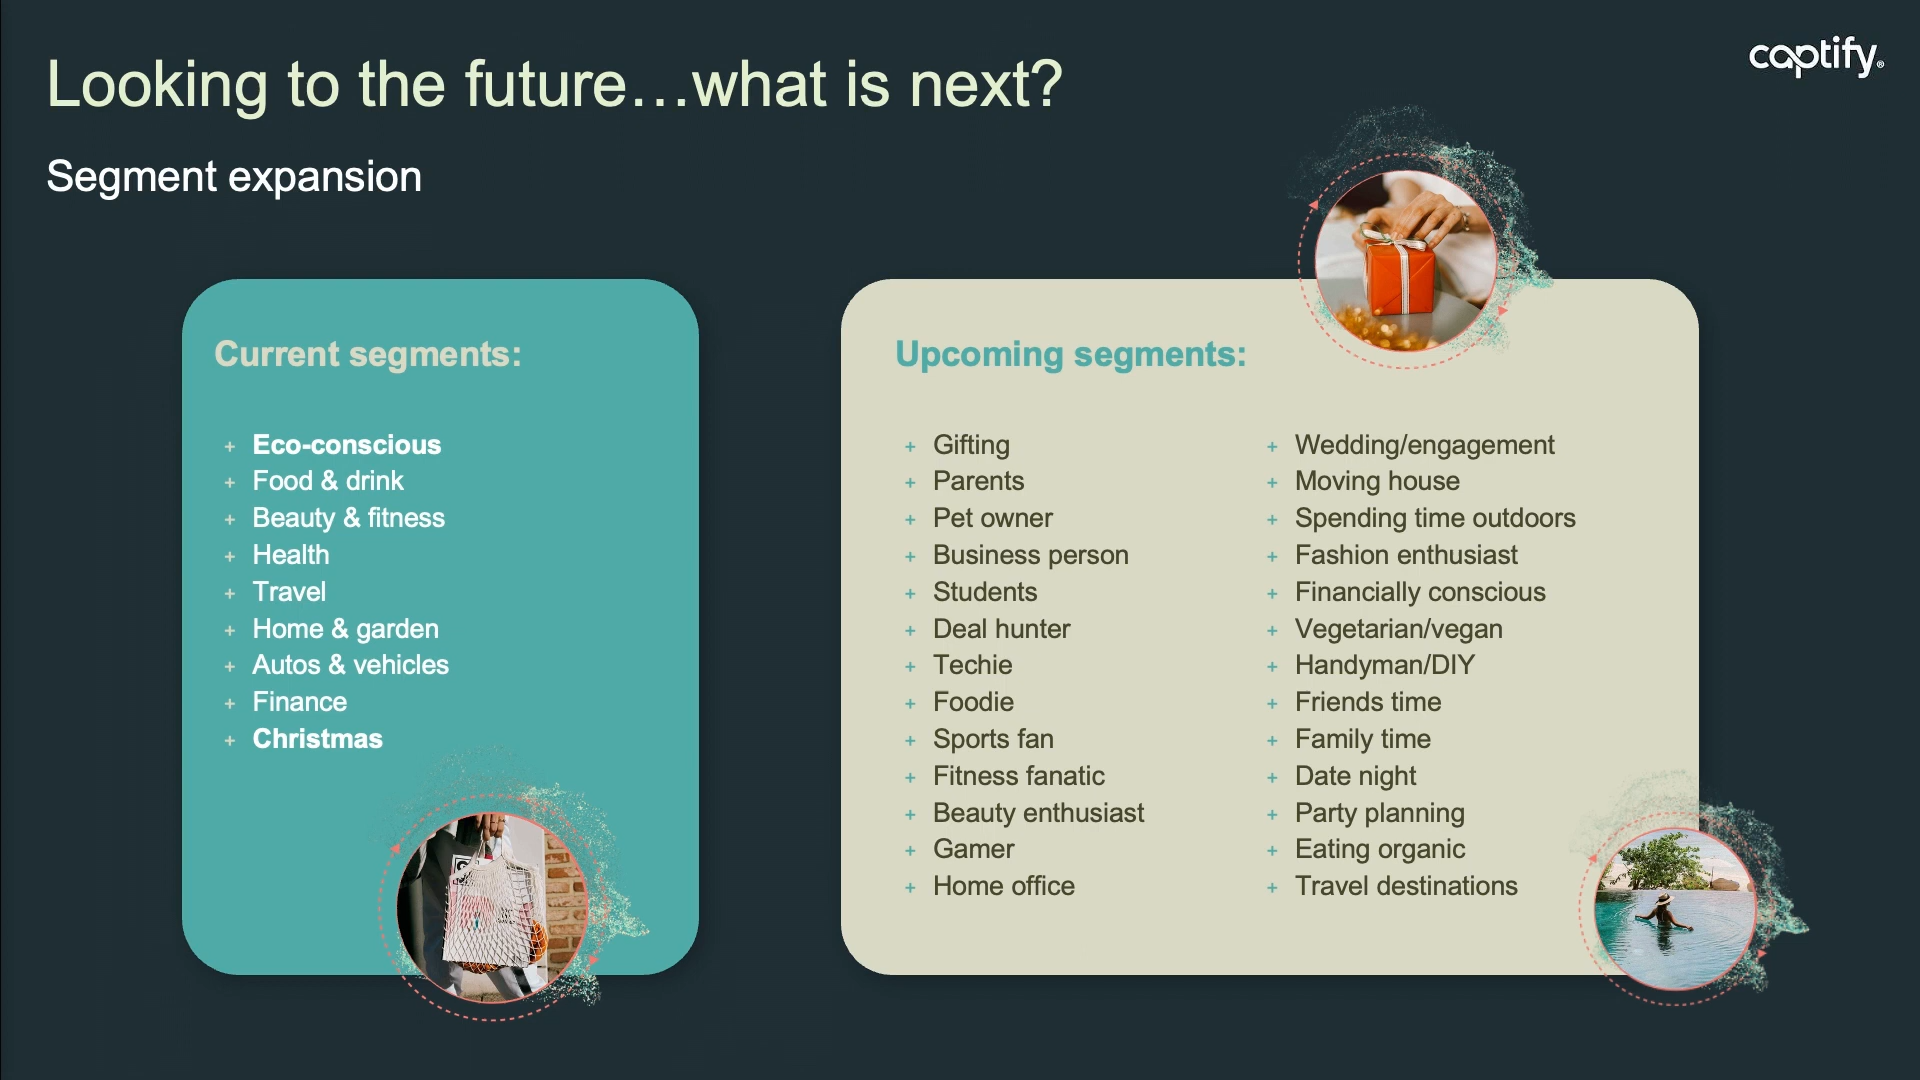 captify®
Looking to the future…what is next?
Segment expansion
Current segments:
+ Eco-conscious
+ Food & drink
+ Beauty & fitness
+ Health
+ Travel
+ Home & garden
+ Autos & vehicles
+ Finance
+ Christmas
Upcoming segments:
+ Gifting
+ Parents
+ Pet owner
+ Business person
+ Students
+ Deal hunter
+ Techie
+ Foodie
+ Sports fan
+ Fitness fanatic
+ Beauty enthusiast
+ Gamer
+ Home office
+ Wedding/engagement
+ Moving house
+ Spending time outdoors
+ Fashion enthusiast
+ Financially conscious
+ Vegetarian/vegan
+ Handyman/DIY
+ Friends time
+ Family time
+ Date night
+ Party planning
+ Eating organic
+ Travel destinations